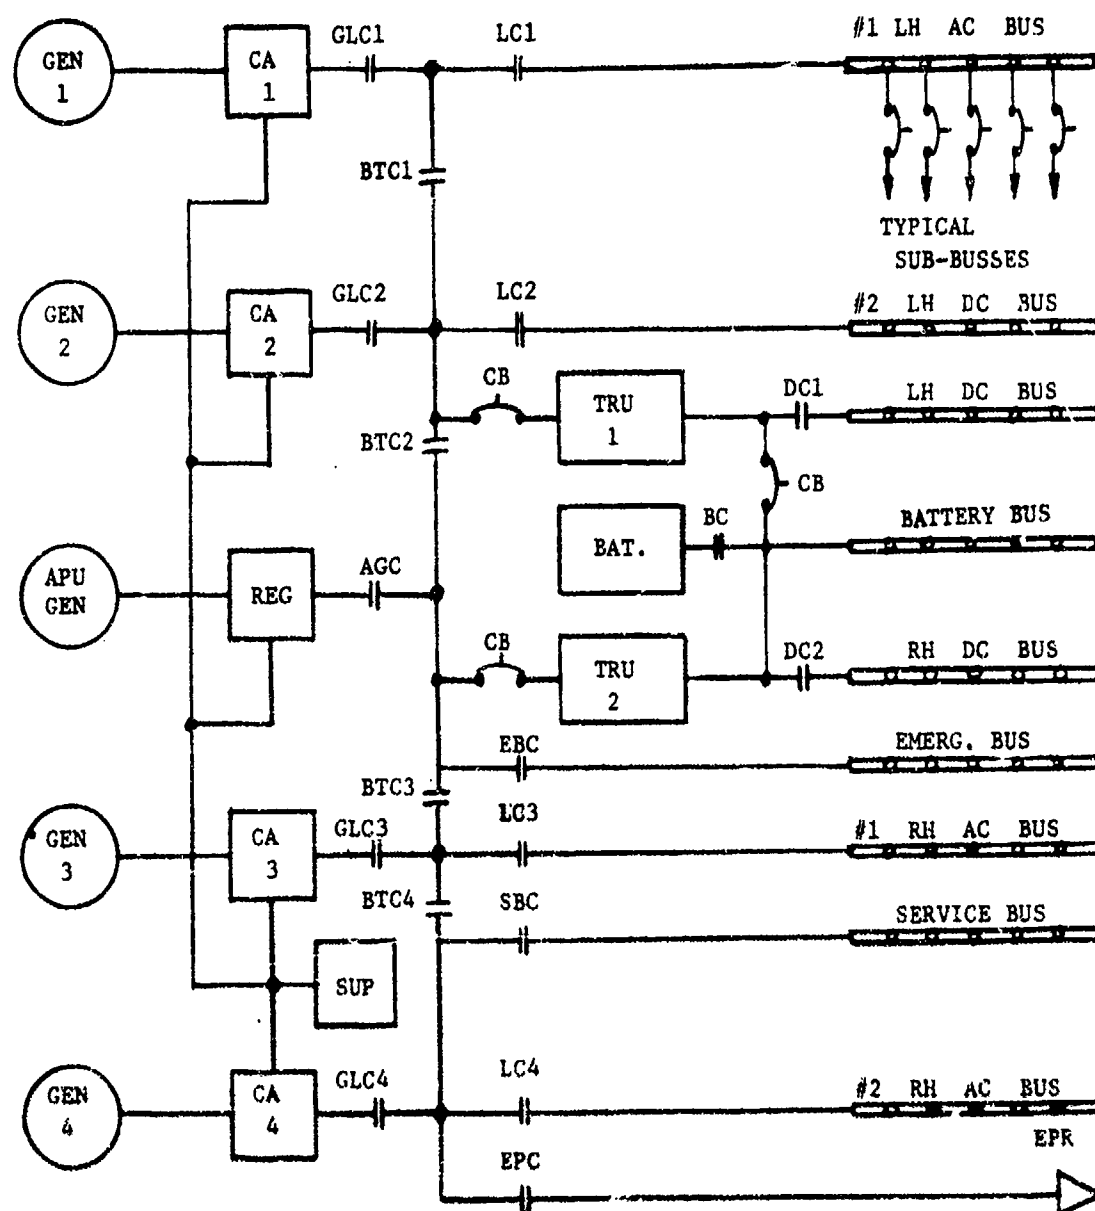 GLC1
LC1
#1 LH AC BUS
GEN
1
CA
1
BTC1
TYPICAL
SUB-BUSSES
GLC2
LC2
#2 LH DC BUS
GEN
2
CA
2
CB
TRU
1
DC1
LH DC BUS
BTC2
CB
BC
BATTERY BUS
BAT.
APU
GEN
REG
AGC
CB
TRU
2
DC2
RH DC BUS
EBC
EMERG. BUS
BTC3
LC3
GLC3
#1 RH AC BUS
GEN
3
CA
3
BTC4
SBC
SERVICE BUS
SUP
GLC4
LC4
#2 RH AC BUS
GEN
4
CA
4
EPR
EPC